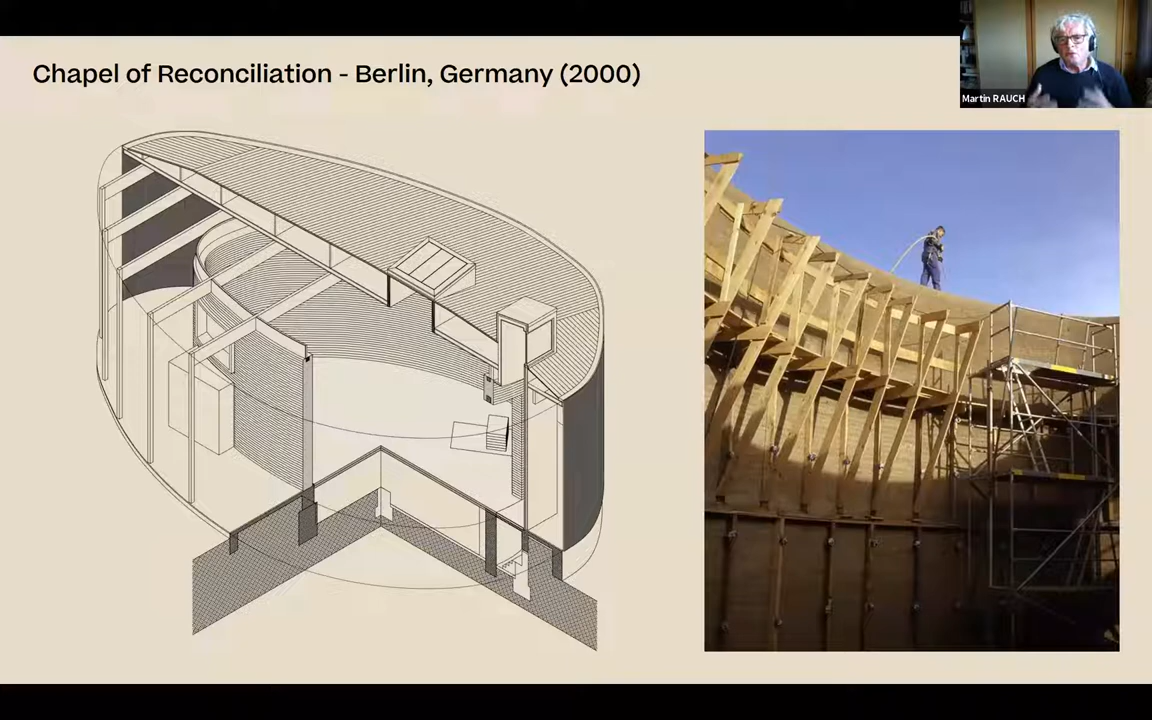 Chapel of Reconciliation - Berlin, Germany (2000)
Martin RAUCH